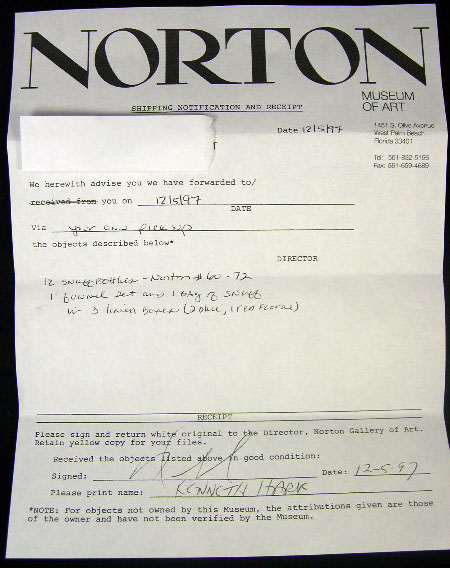 NORTON
MUSEUM
OF ART
SHIPPING NOTIFICATION AND RECEIPT
1451 S. Olive Avenue
West Palm Beach
Florida 33401
Date 12/5/97
Tel: 561-832-5196
Fax: 561-659-4689
We herewith advise you we have forwarded to/
received from you on 12/5/97
DATE
Via your own pick up
the objects described below*
DIRECTOR
12 snuff bottles - Norton # 60-72
1 funnel set and 1 bag of snuff
in 3 linen boxes (2 blue, 1 red floral)
RECEIPT
Please sign and return white original to the Director, Norton Gallery of Art.
Retain yellow copy for your files.
Received the objects listed above in good condition:
Signed: Date: 12-5-97
Please print name: KENNETH HARK
*NOTE: For objects not owned by this Museum, the attributions given are those
of the owner and have not been verified by the Museum.